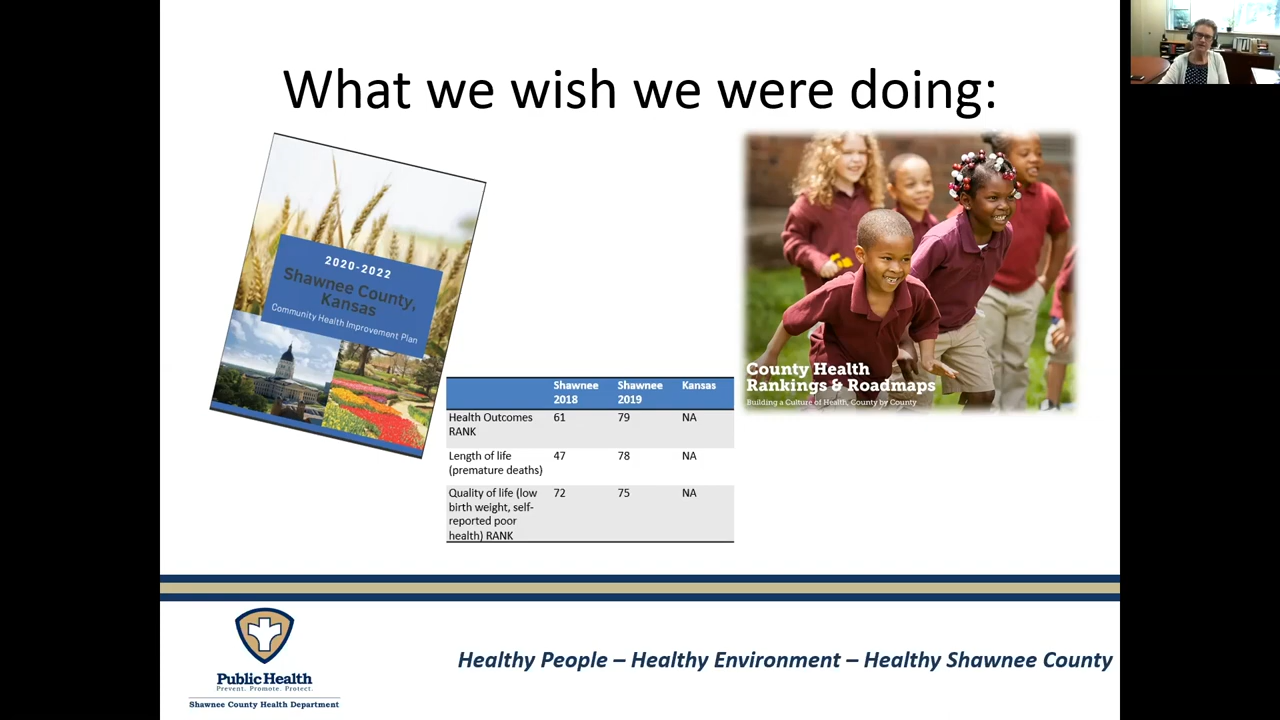 What we wish we were doing:
2020-2022
Shawnee County,
Kansas
Community Health Improvement Plan
Shawnee 2018 Shawnee 2019 Kansas
Health Outcomes RANK 61 79 NA
Length of life (premature deaths) 47 78 NA
Quality of life (low birth weight, self-reported poor health) RANK 72 75 NA
County Health
Rankings & Roadmaps
Building a Culture of Health, County by County
Public Health
Prevent. Promote. Protect.
Shawnee County Health Department
Healthy People – Healthy Environment – Healthy Shawnee County